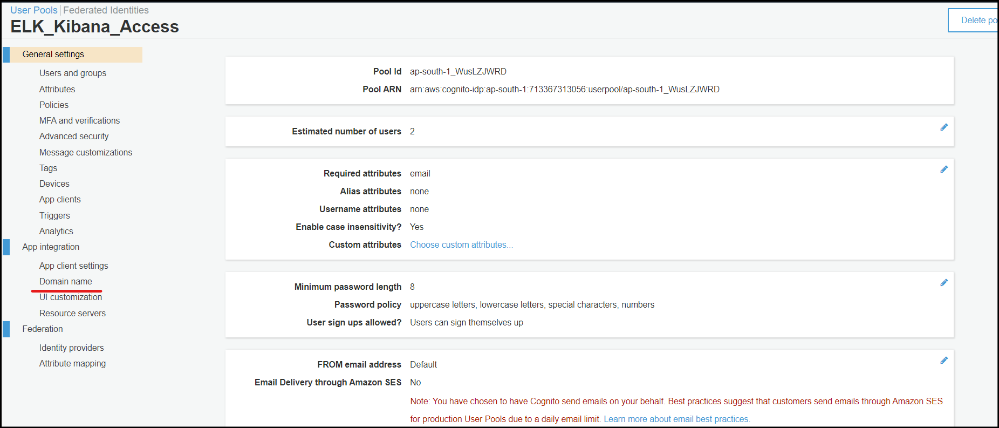 User Pools | Federated Identities
ELK_Kibana_Access
Delete po
General settings
Users and groups
Attributes
Policies
MFA and verifications
Advanced security
Message customizations
Tags
Devices
App clients
Triggers
Analytics
App integration
App client settings
Domain name
UI customization
Resource servers
Federation
Identity providers
Attribute mapping
Pool Id ap-south-1_WusLZJWRD
Pool ARN arn:aws:cognito-idp:ap-south-1:713367313056:userpool/ap-south-1_WusLZJWRD
Estimated number of users 2
Required attributes email
Alias attributes none
Username attributes none
Enable case insensitivity? Yes
Custom attributes Choose custom attributes...
Minimum password length 8
Password policy uppercase letters, lowercase letters, special characters, numbers
User sign ups allowed? Users can sign themselves up
FROM email address Default
Email Delivery through Amazon SES No
Note: You have chosen to have Cognito send emails on your behalf. Best practices suggest that customers send emails through Amazon SES
for production User Pools due to a daily email limit. Learn more about email best practices.